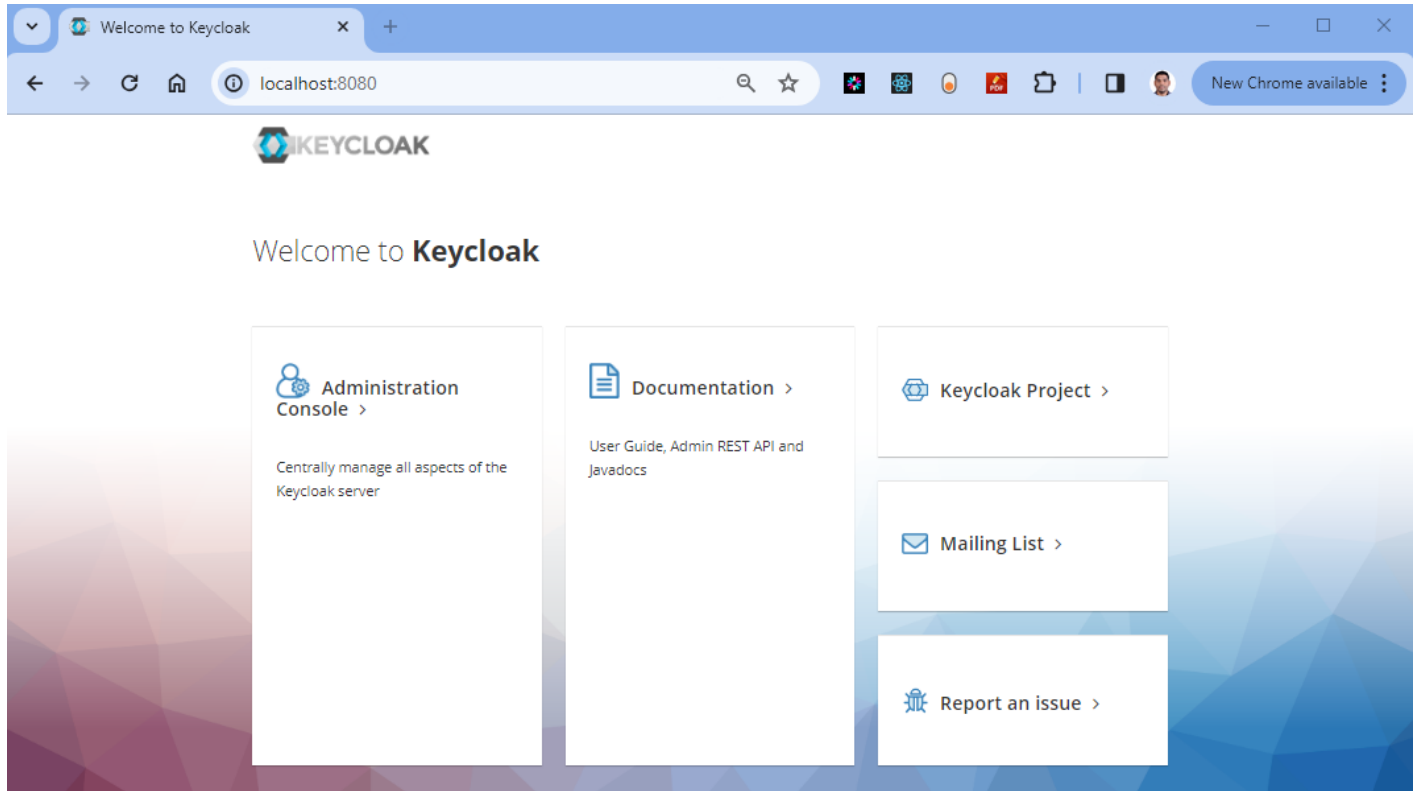 Welcome to Keycloak
localhost:8080
PDF
New Chrome available
KEYCLOAK
Welcome to Keycloak
Administration
Console >
Centrally manage all aspects of the
Keycloak server
Documentation >
User Guide, Admin REST API and
Javadocs
Keycloak Project >
Mailing List >
Report an issue >